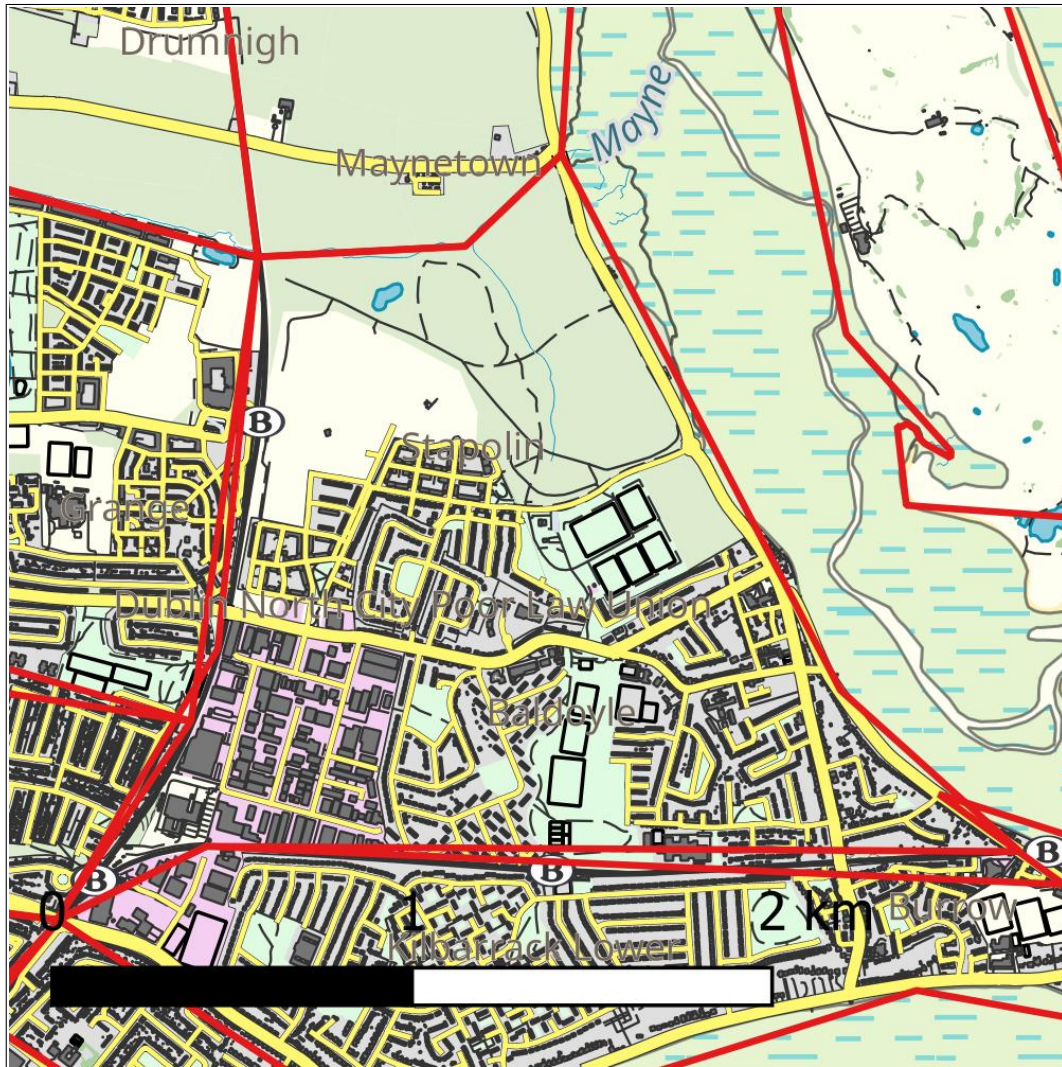 Drumnigh
Mayne
Maynetown
B
Stapolin
Grange
Dublin North City Poor Law Union
Baldoyle
B
B
B
0
1
2 km
Burrow
Kilbarrack Lower